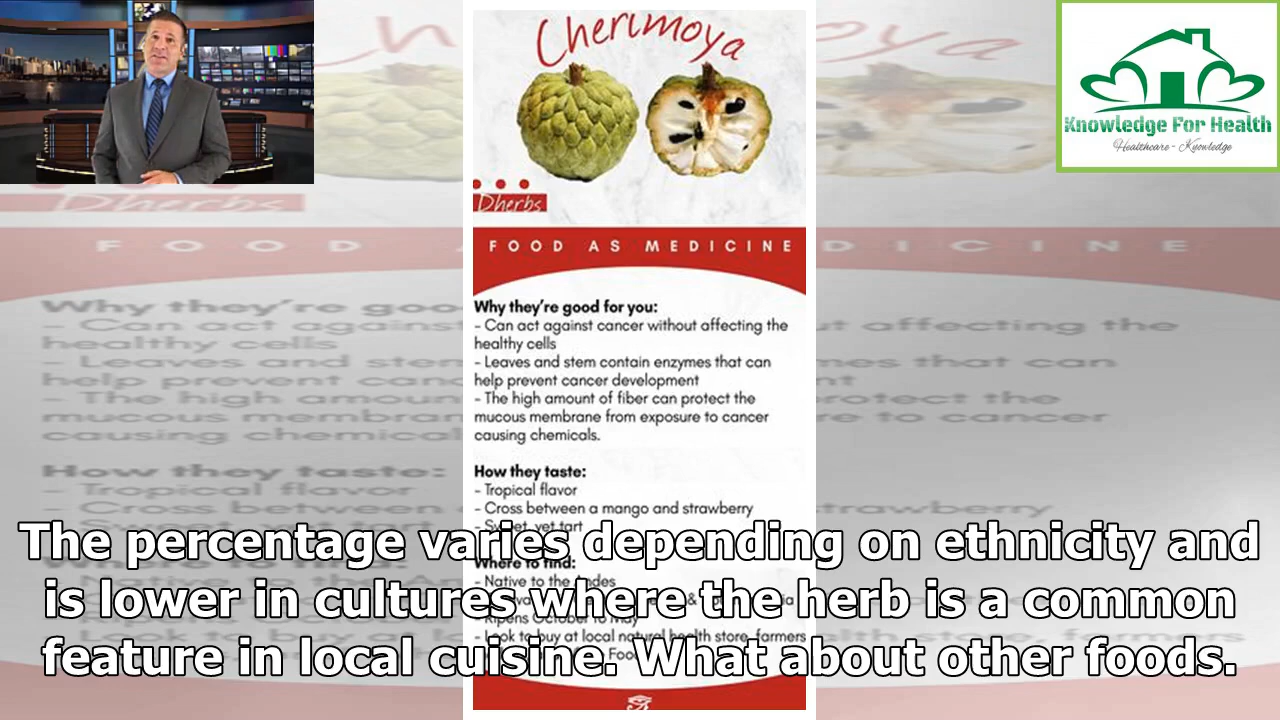 Cherimoya
Knowledge For Health
Healthcare - Knowledge
Dherbs
FOOD AS MEDICINE
Why they're good for you:
- Can act against cancer without affecting the
healthy cells
- Leaves and stem contain enzymes that can
help prevent cancer development
- The high amount of fiber can protect the
mucous membrane from exposure to cancer
causing chemicals.
How they taste:
- Tropical flavor
- Cross between a mango and strawberry
- Sweet, yet tart
Where to find:
- Native to the Andes
- Ripens October to May
- Look to buy at local natural health store, farmers
The percentage varies depending on ethnicity and
is lower in cultures where the herb is a common
feature in local cuisine. What about other foods.